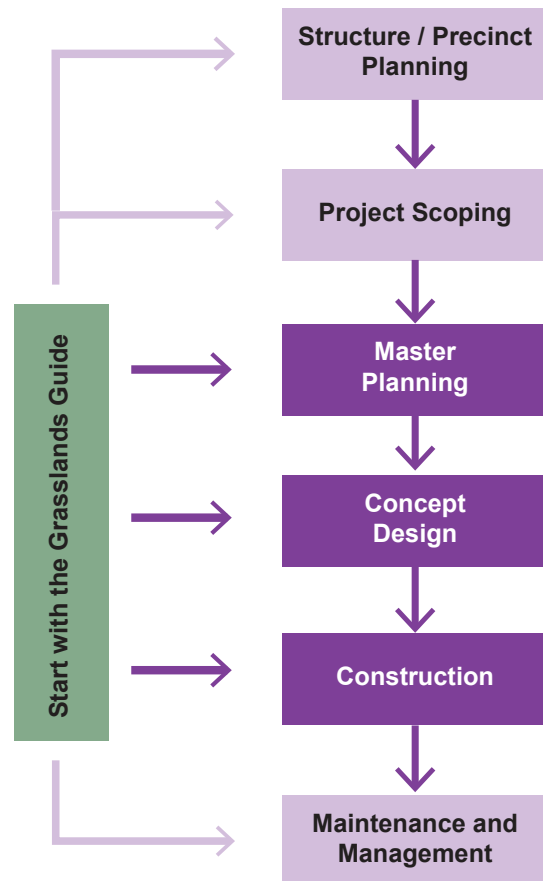 Structure / Precinct
Planning
Project Scoping
Start with the Grasslands Guide
Master
Planning
Concept
Design
Construction
Maintenance and
Management